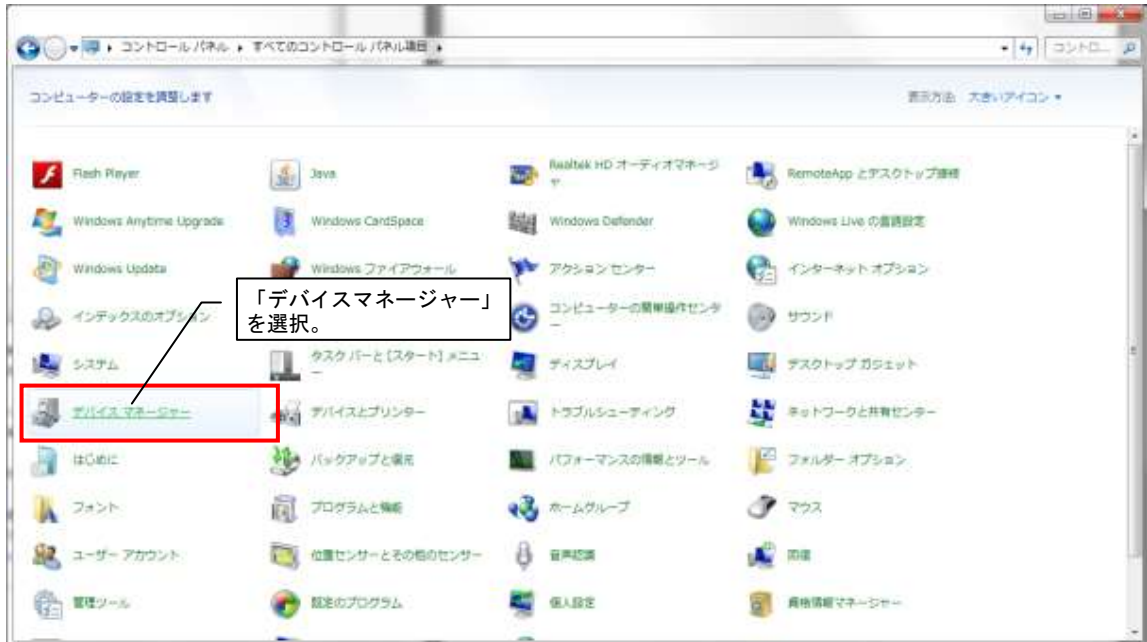 コントロール パネル ▸ すべてのコントロール パネル項目 ▸
コントロ...
コンピューターの設定を調整します
表示方法: 大きいアイコン
Flash Player
Java
Realtek HD オーディオマネージャ
RemoteApp とデスクトップ接続
Windows Anytime Upgrade
Windows CardSpace
Windows Defender
Windows Live の言語設定
Windows Update
Windows ファイアウォール
アクション センター
インターネット オプション
インデックスのオプション
「デバイスマネージャー」
を選択。
コンピューターの簡単操作センタ
ー
サウンド
システム
タスク バーと [スタート] メニュ
ー
ディスプレイ
デスクトップ ガジェット
デバイス マネージャー
デバイスとプリンター
トラブルシューティング
ネットワークと共有センター
はじめに
バックアップと復元
パフォーマンスの情報とツール
フォルダー オプション
フォント
プログラムと機能
ホームグループ
マウス
ユーザー アカウント
位置センサーとその他のセンサー
音声認識
回復
管理ツール
既定のプログラム
個人設定
資格情報マネージャー